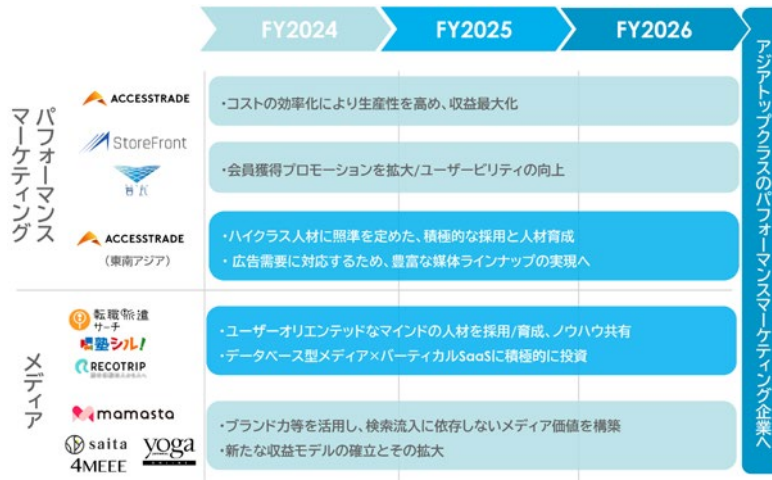 FY2024
FY2025
FY2026
アジアトップクラスのパフォーマンスマーケティング企業へ
パフォーマンス
マーケティング
ACCESSTRADE
・コストの効率化により生産性を高め、収益最大化
StoreFront
・会員獲得プロモーションを拡大/ユーザービリティの向上
ACCESSTRADE
(東南アジア)
・ハイクラス人材に照準を定めた、積極的な採用と人材育成
・広告需要に対応するため、豊富な媒体ラインナップの実現へ
メディア
転職派遣
サーチ
塾シル!
RECOTRIP
・ユーザーオリエンテッドなマインドの人材を採用/育成、ノウハウ共有
・データベース型メディア×バーティカルSaaSに積極的に投資
mamasta
saita
yoga
4MEEE
・ブランド力等を活用し、検索流入に依存しないメディア価値を構築
・新たな収益モデルの確立とその拡大